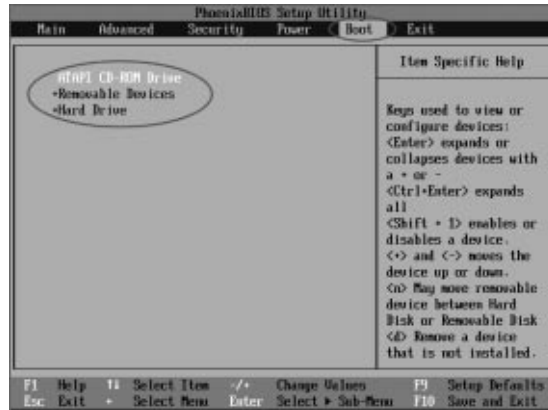 PhoenixBIOS Setup Utility
Main Advanced Security Power Boot Exit
ATAPI CD-ROM Drive
+Removable Devices
+Hard Drive
Item Specific Help
Keys used to view or
configure devices:
<Enter> expands or
collapses devices with
a + or -
<Ctrl+Enter> expands
all
<Shift + 1> enables or
disables a device.
<+> and <-> moves the
device up or down.
<n> May move removable
device between Hard
Disk or Removable Disk
<d> Remove a device
that is not installed.
F1 Help ↑↓ Select Item -/+ Change Values F9 Setup Defaults
Esc Exit ↔ Select Menu Enter Select ▶ Sub-Menu F10 Save and Exit